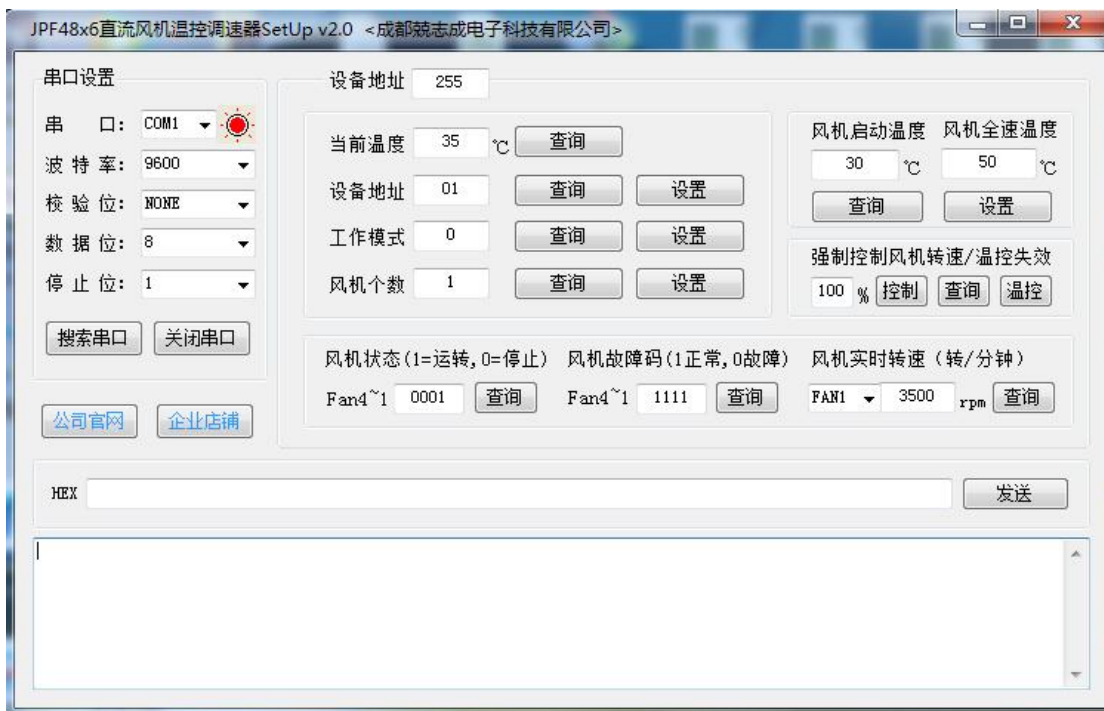 JPF48x6直流风机温控调速器SetUp v2.0 <成都兢志成电子科技有限公司>
串口设置
串 口: COM1
波 特 率: 9600
校 验 位: NONE
数 据 位: 8
停 止 位: 1
搜索串口 关闭串口
公司官网 企业店铺
设备地址 255
当前温度 35 ℃ 查询
设备地址 01 查询 设置
工作模式 0 查询 设置
风机个数 1 查询 设置
风机启动温度 风机全速温度
30 ℃ 50 ℃
查询 设置
强制控制风机转速/温控失效
100 % 控制 查询 温控
风机状态(1=运转,0=停止) 风机故障码(1正常,0故障) 风机实时转速(转/分钟)
Fan4~1 0001 查询 Fan4~1 1111 查询 FAN1 3500 rpm 查询
HEX 发送